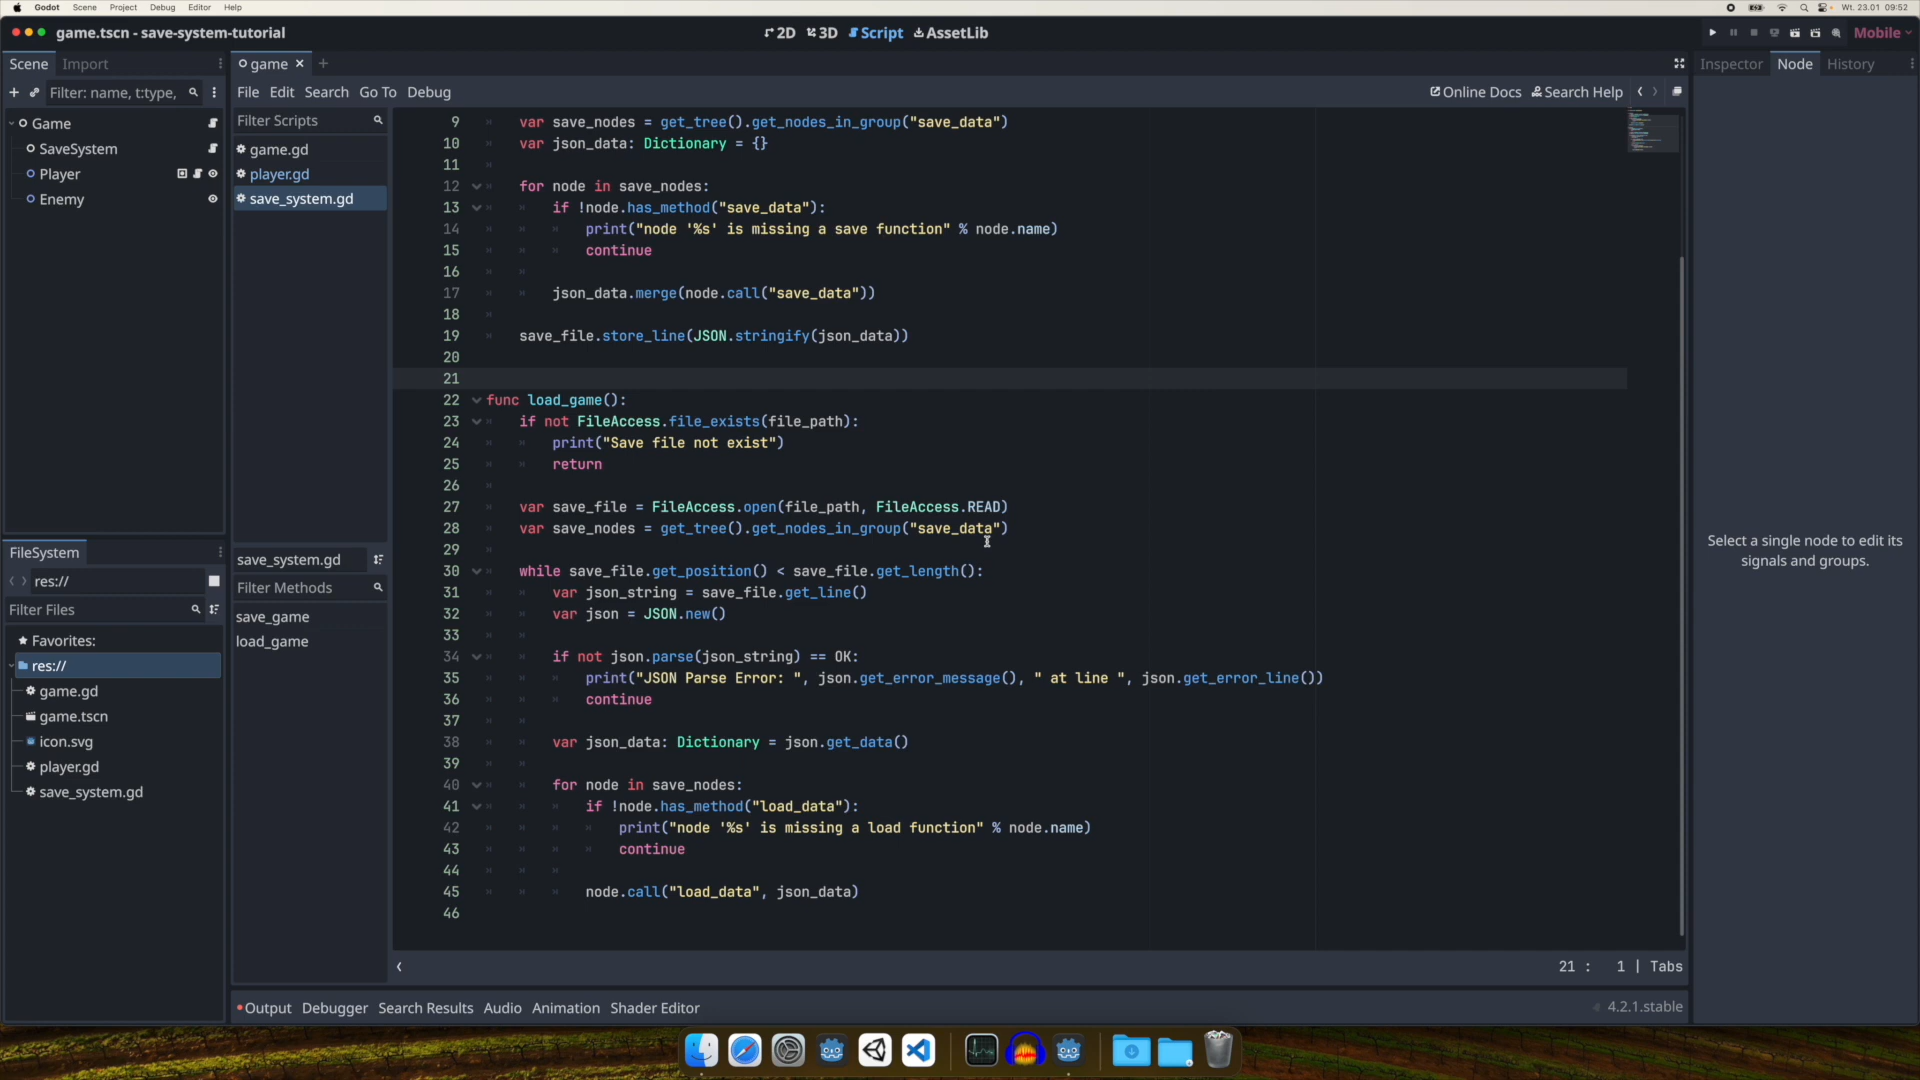 Godot Scene Project Debug Editor Help
Wt. 23.01 09:52
game.tscn - save-system-tutorial
2D 3D Script AssetLib
Mobile
Scene Import
game
Inspector Node History
Filter: name, t:type,
File Edit Search Go To Debug
Online Docs Search Help
Game
SaveSystem
Player
Enemy
Filter Scripts
game.gd
player.gd
save_system.gd
9 var save_nodes = get_tree().get_nodes_in_group("save_data")
10 var json_data: Dictionary = {}
11
12 for node in save_nodes:
13 if !node.has_method("save_data"):
14 print("node '%s' is missing a save function" % node.name)
15 continue
16
17 json_data.merge(node.call("save_data"))
18
19 save_file.store_line(JSON.stringify(json_data))
20
21
22 func load_game():
23 if not FileAccess.file_exists(file_path):
24 print("Save file not exist")
25 return
26
27 var save_file = FileAccess.open(file_path, FileAccess.READ)
28 var save_nodes = get_tree().get_nodes_in_group("save_data")
29
30 while save_file.get_position() < save_file.get_length():
31 var json_string = save_file.get_line()
32 var json = JSON.new()
33
34 if not json.parse(json_string) == OK:
35 print("JSON Parse Error: ", json.get_error_message(), " at line ", json.get_error_line())
36 continue
37
38 var json_data: Dictionary = json.get_data()
39
40 for node in save_nodes:
41 if !node.has_method("load_data"):
42 print("node '%s' is missing a load function" % node.name)
43 continue
44
45 node.call("load_data", json_data)
46
FileSystem
res://
Filter Files
Favorites:
res://
game.gd
game.tscn
icon.svg
player.gd
save_system.gd
save_system.gd
Filter Methods
save_game
load_game
Select a single node to edit its
signals and groups.
21 : 1 | Tabs
Output Debugger Search Results Audio Animation Shader Editor
4.2.1.stable